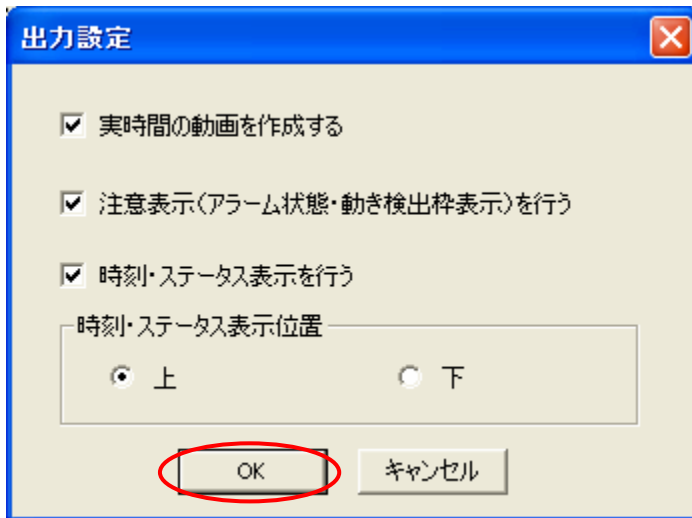 出力設定
実時間の動画を作成する
注意表示(アラーム状態・動き検出枠表示)を行う
時刻・ステータス表示を行う
時刻・ステータス表示位置
上 下
OK キャンセル